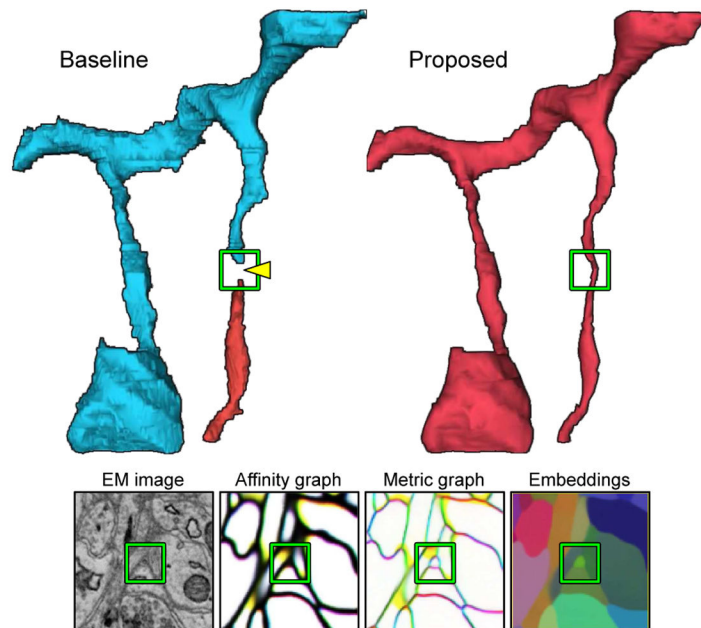 Baseline
Proposed
EM image
Affinity graph
Metric graph
Embeddings